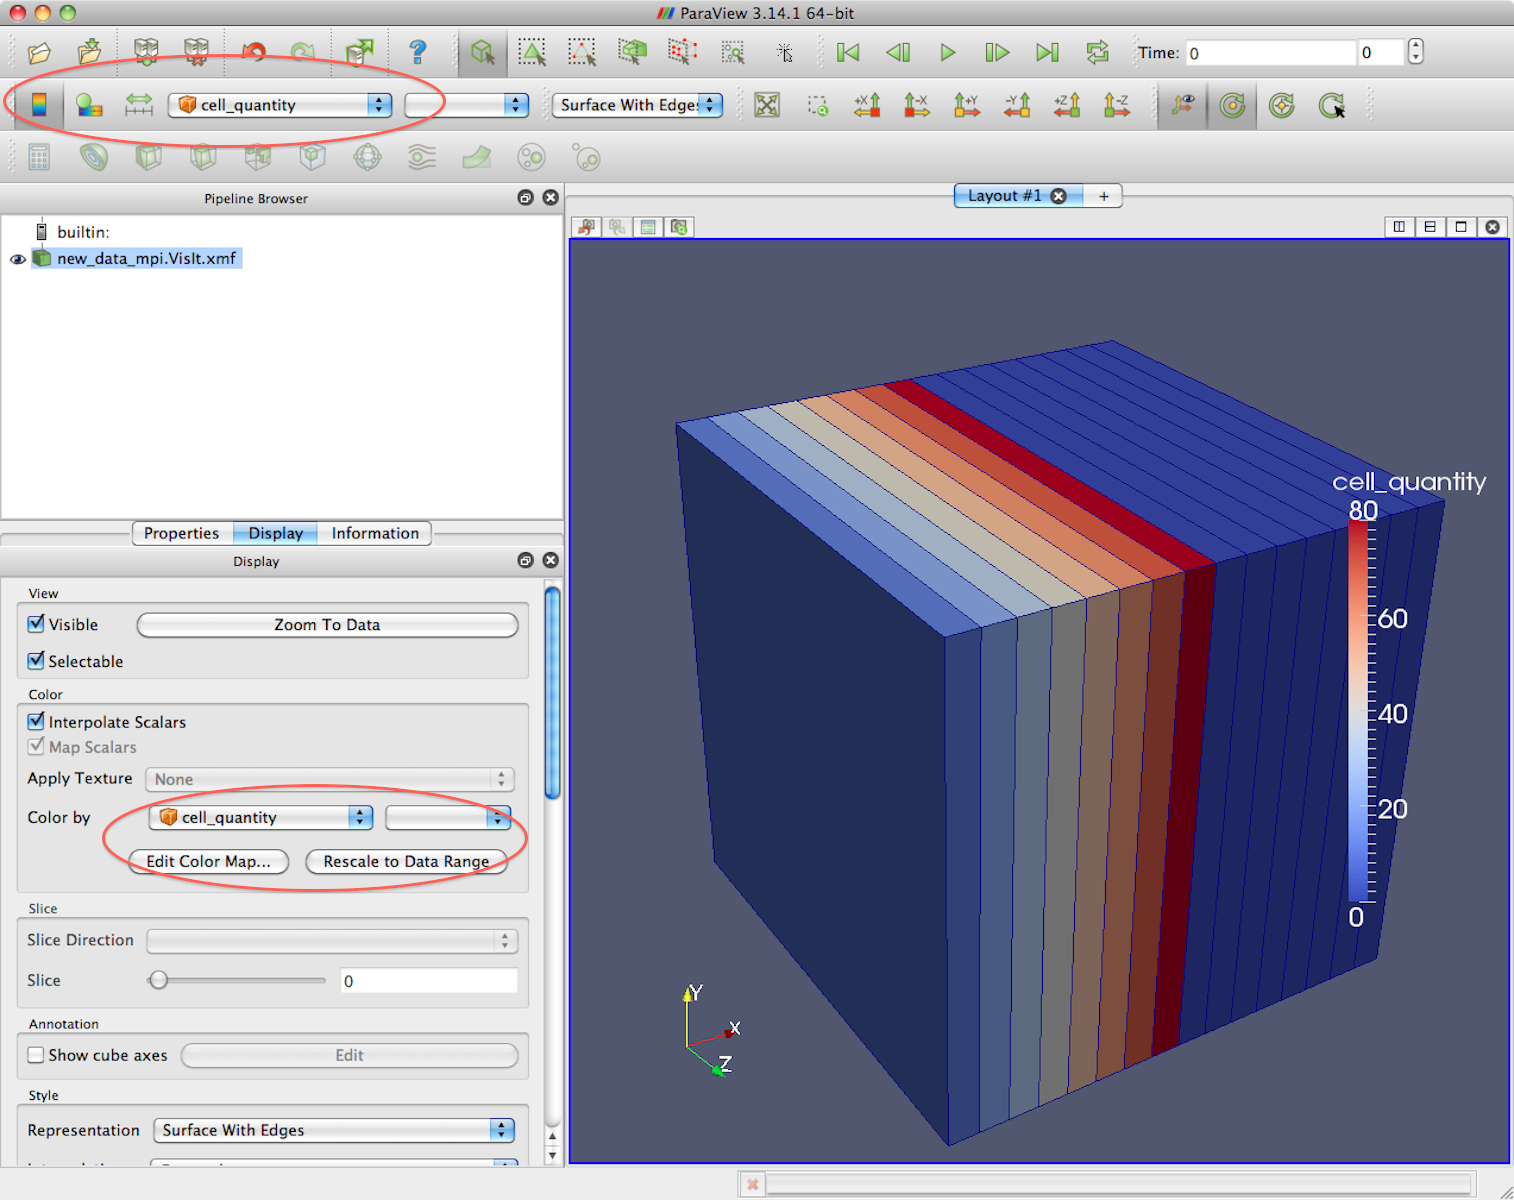 ParaView 3.14.1 64-bit
Time: 0 0
cell_quantity Surface With Edges +X -X +Y -Y +Z -Z
Pipeline Browser
Layout #1 +
builtin:
new_data_mpi.VisIt.xmf
Properties Display Information
Display
View
Visible Zoom To Data
Selectable
Color
Interpolate Scalars
Map Scalars
Apply Texture None
Color by cell_quantity
Edit Color Map... Rescale to Data Range
Slice
Slice Direction
Slice 0
Annotation
Show cube axes Edit
Style
Representation Surface With Edges
cell_quantity
80
60
40
20
0
Y
X
Z